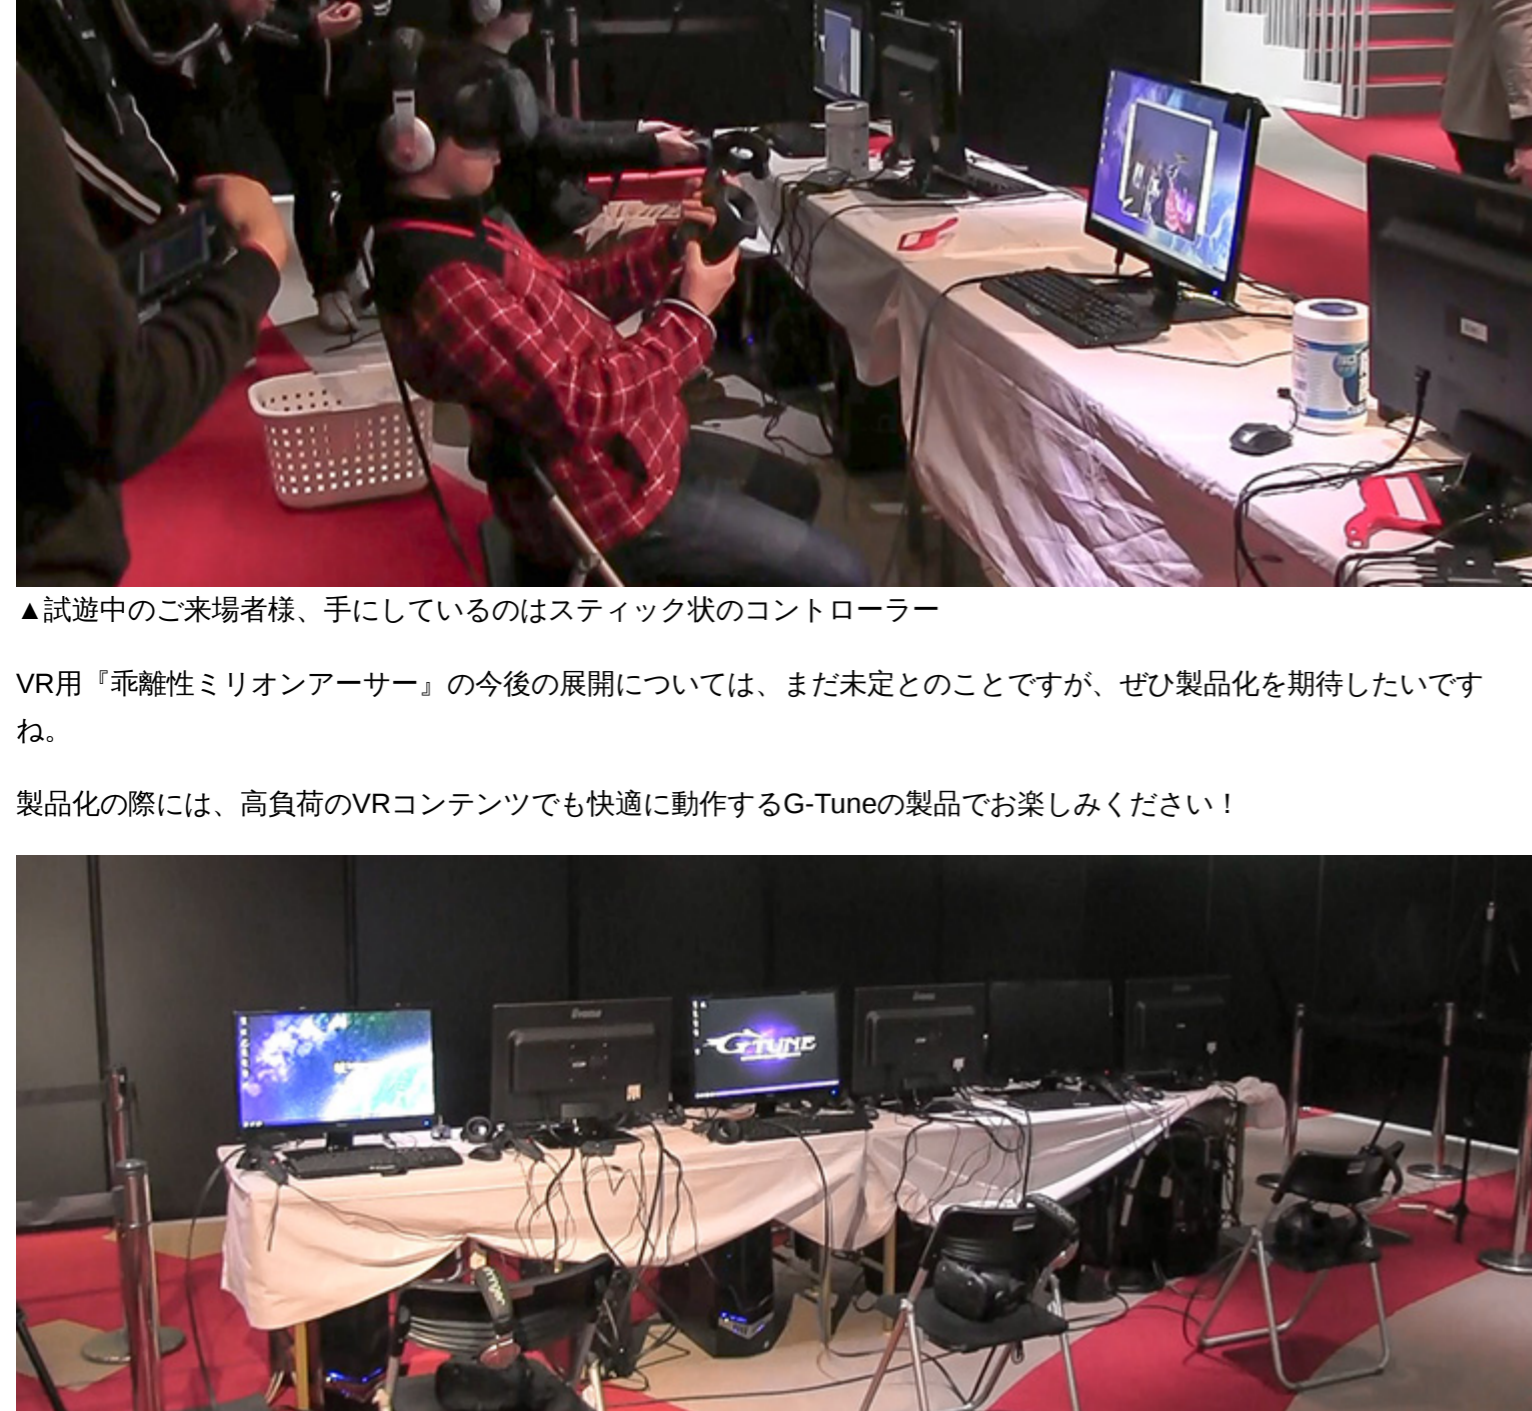 ▲試遊中のご来場者様、手にしているのはスティック状のコントローラー
VR用『乖離性ミリオンアーサー』の今後の展開については、まだ未定とのことですが、ぜひ製品化を期待したいです
ね。
製品化の際には、高負荷のVRコンテンツでも快適に動作するG-Tuneの製品でお楽しみください！
iiyama
G-TUNE